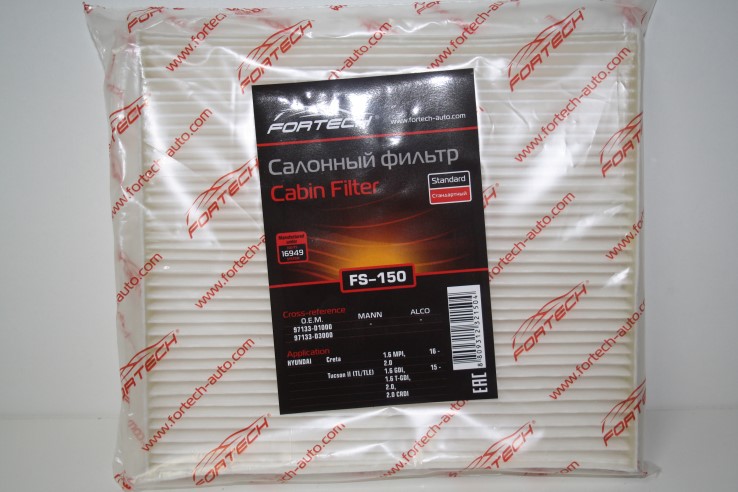 FORTECH
www.fortech-auto.com
Салонный фильтр
Cabin Filter
Standard
Стандартный
16949
FS-150
Cross-reference
O.E.M. MANN ALCO
97133-D1000 - -
97133-D3000
Application
HYUNDAI Creta 1.6 MPI, 16 -
2.0
Tucson II (TL/TLE) 1.6 GDI, 15 -
1.6 T-GDI,
2.0,
2.0 CRDI
EAC
FORTECH®
www.fortech-auto.com